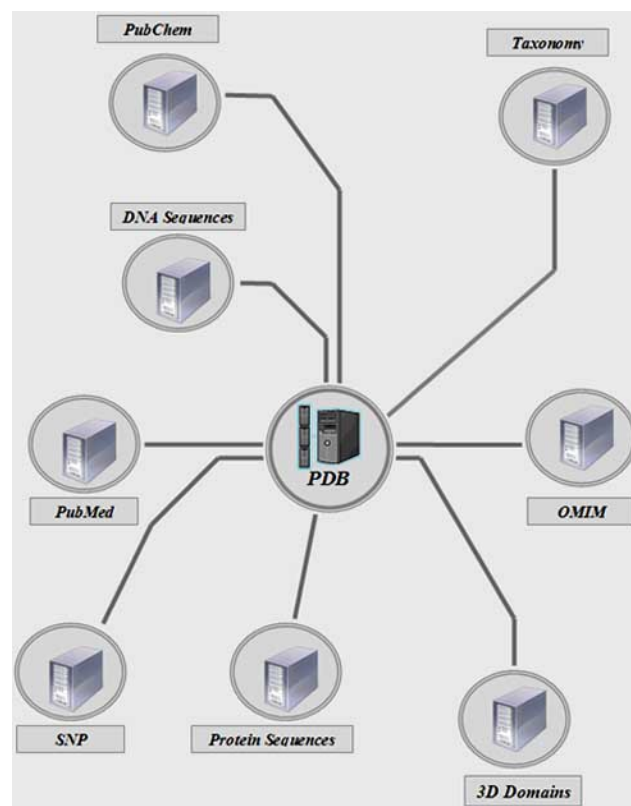 PubChem
Taxonomy
DNA Sequences
PDB
PubMed
OMIM
SNP
Protein Sequences
3D Domains